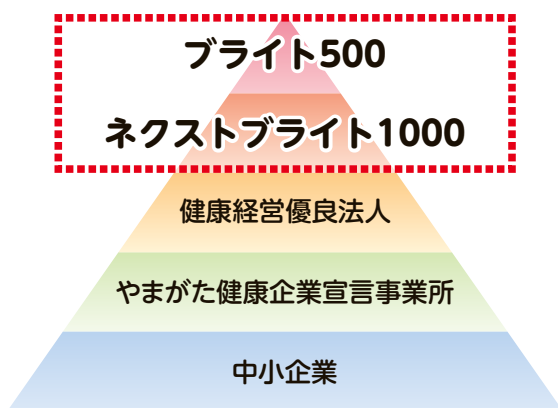 ブライト500
ネクストブライト1000
健康経営優良法人
やまがた健康企業宣言事業所
中小企業